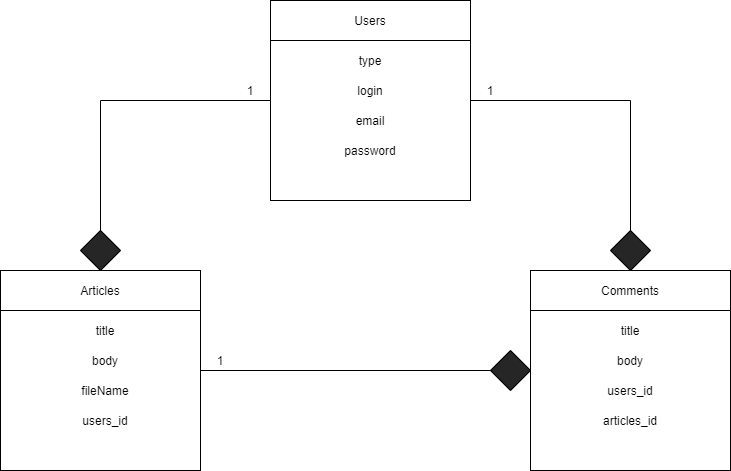 Users
type
1
login
1
email
password
Articles
title
body
fileName
users_id
1
Comments
title
body
users_id
articles_id